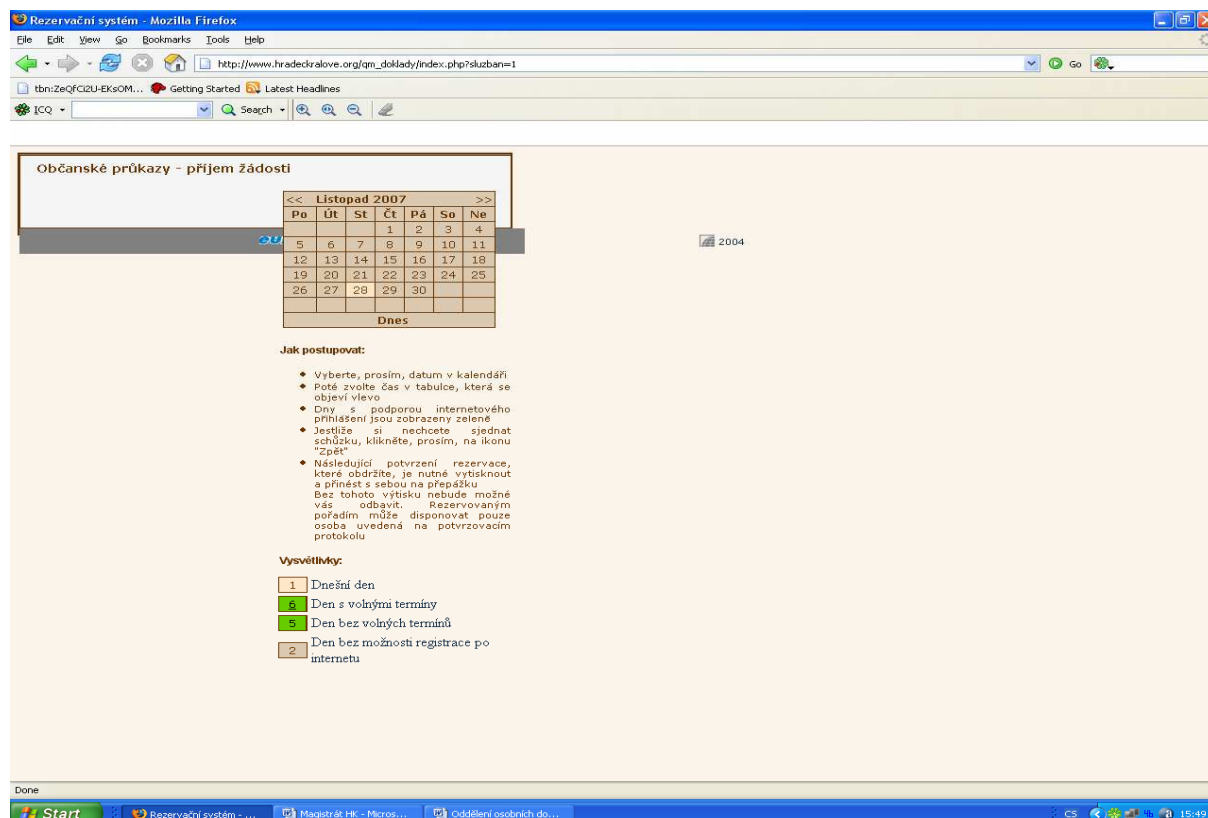 Rezervační systém - Mozilla Firefox
File Edit View Go Bookmarks Tools Help
http://www.hradeckralove.org/qm_doklady/index.php?sluzban=1 Go
tbn:ZeQfCi2U-EKsOM... Getting Started Latest Headlines
ICQ Search
Občanské průkazy - příjem žádosti
<< Listopad 2007 >>
Po Út St Čt Pá So Ne
1 2 3 4
5 6 7 8 9 10 11
12 13 14 15 16 17 18
19 20 21 22 23 24 25
26 27 28 29 30
Dnes
2004
Jak postupovat:
Vyberte, prosím, datum v kalendáři
Poté zvolte čas v tabulce, která se
objeví vlevo
Dny s podporou internetového
přihlášení jsou zobrazeny zeleně
Jestliže si nechcete sjednat
schůzku, klikněte, prosím, na ikonu
"Zpět"
Následující potvrzení rezervace,
které obdržíte, je nutné vytisknout
a přinést s sebou na přepážku
Bez tohoto výtisku nebude možné
vás odbavit. Rezervovaným
pořadím může disponovat pouze
osoba uvedená na potvrzovacím
protokolu
Vysvětlivky:
1 Dnešní den
6 Den s volnými termíny
5 Den bez volných termínů
2 Den bez možnosti registrace po
internetu
Done
Start Rezervační systém - ... Magistrát HK - Micros... Oddělení osobních do... CS 15:49